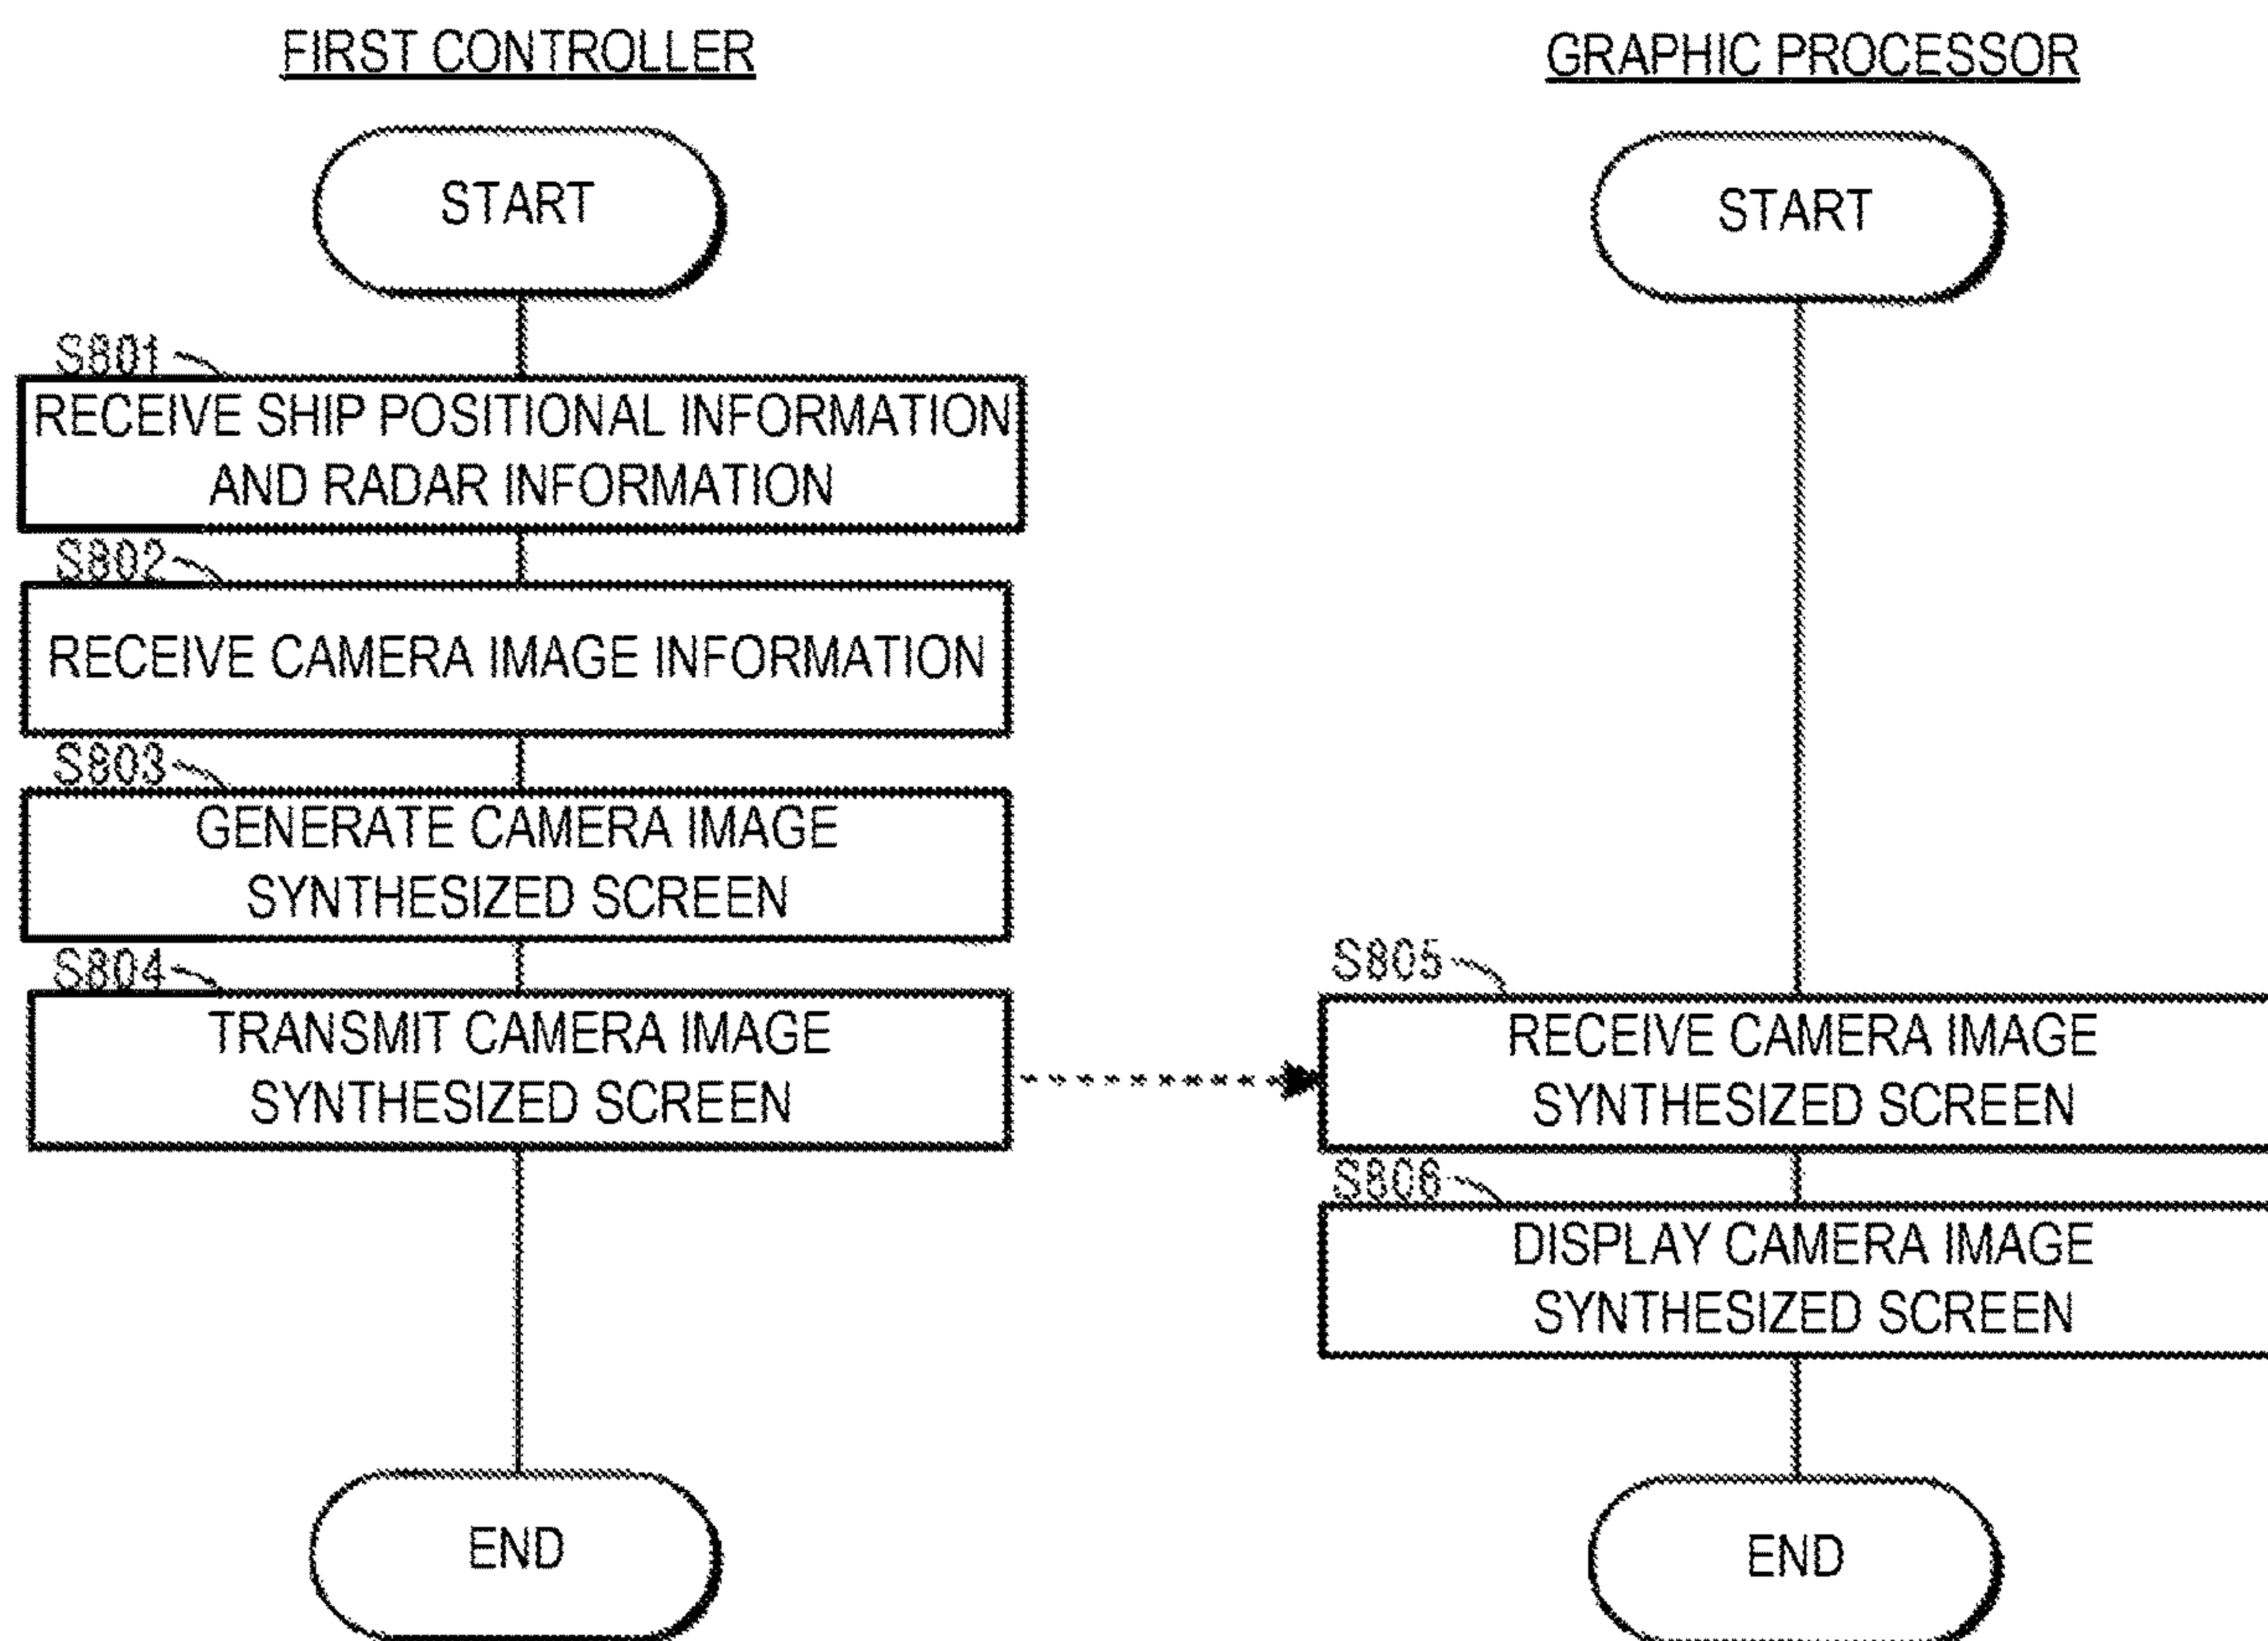 FIRST CONTROLLER
START
S801
RECEIVE SHIP POSITIONAL INFORMATION
AND RADAR INFORMATION
S802
RECEIVE CAMERA IMAGE INFORMATION
S803
GENERATE CAMERA IMAGE
SYNTHESIZED SCREEN
S804
TRANSMIT CAMERA IMAGE
SYNTHESIZED SCREEN
END
GRAPHIC PROCESSOR
START
S805
RECEIVE CAMERA IMAGE
SYNTHESIZED SCREEN
S806
DISPLAY CAMERA IMAGE
SYNTHESIZED SCREEN
END